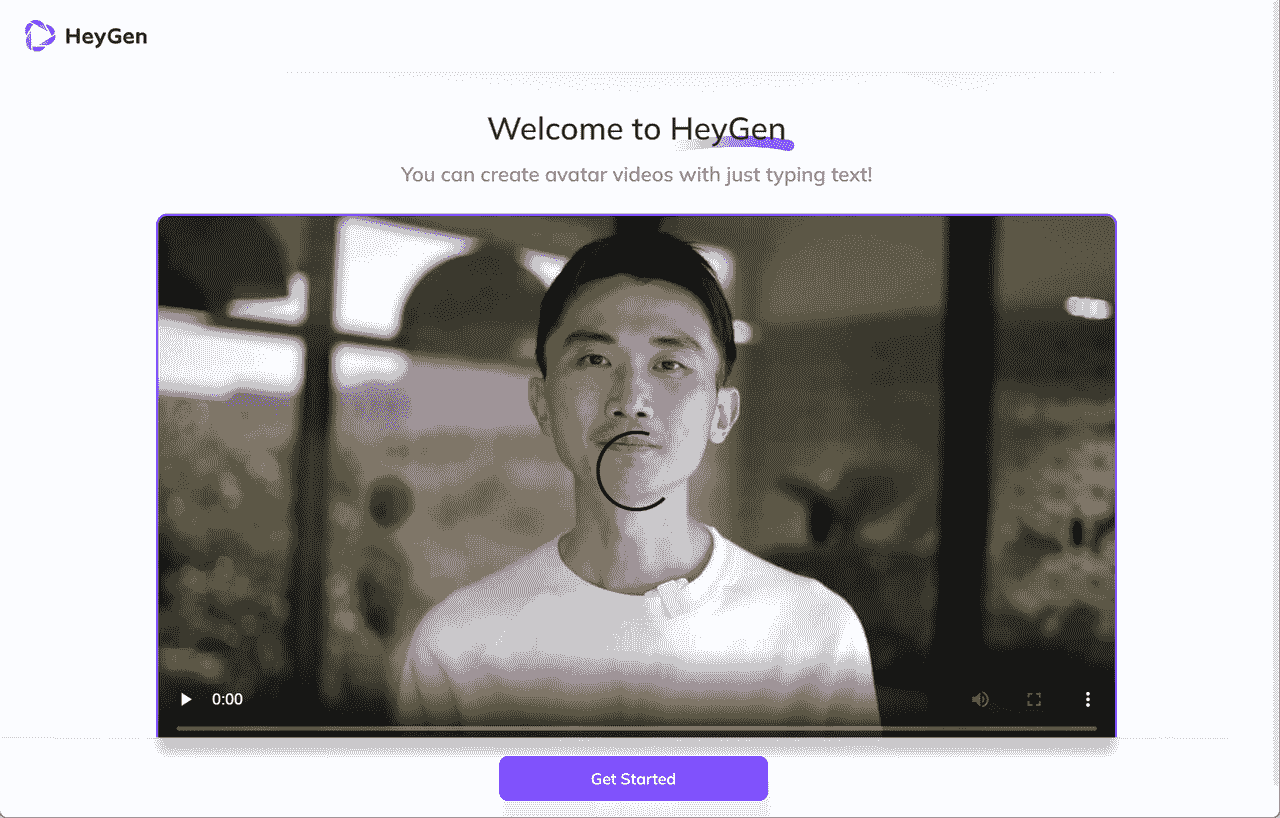 HeyGen
Welcome to HeyGen
You can create avatar videos with just typing text!
0:00
Get Started